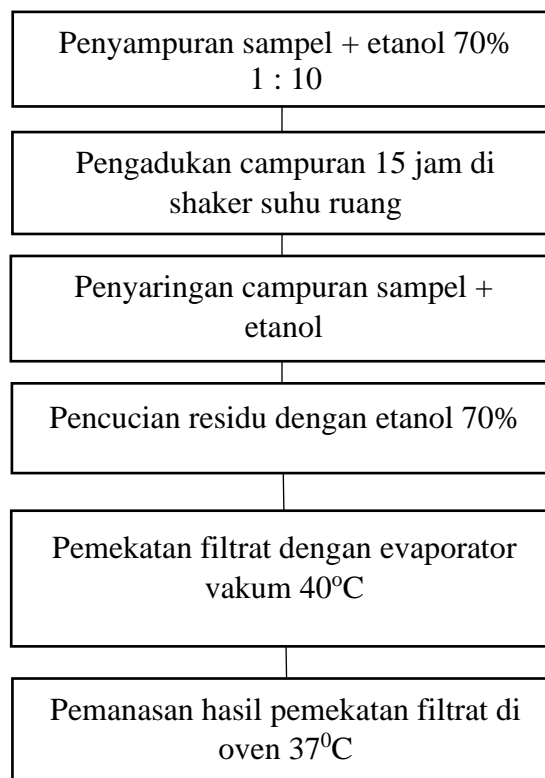 Penyampuran sampel + etanol 70%
1 : 10
Pengadukan campuran 15 jam di
shaker suhu ruang
Penyaringan campuran sampel +
etanol
Pencucian residu dengan etanol 70%
Pemekatan filtrat dengan evaporator
vakum 40°C
Pemanasan hasil pemekatan filtrat di
oven 37⁰C